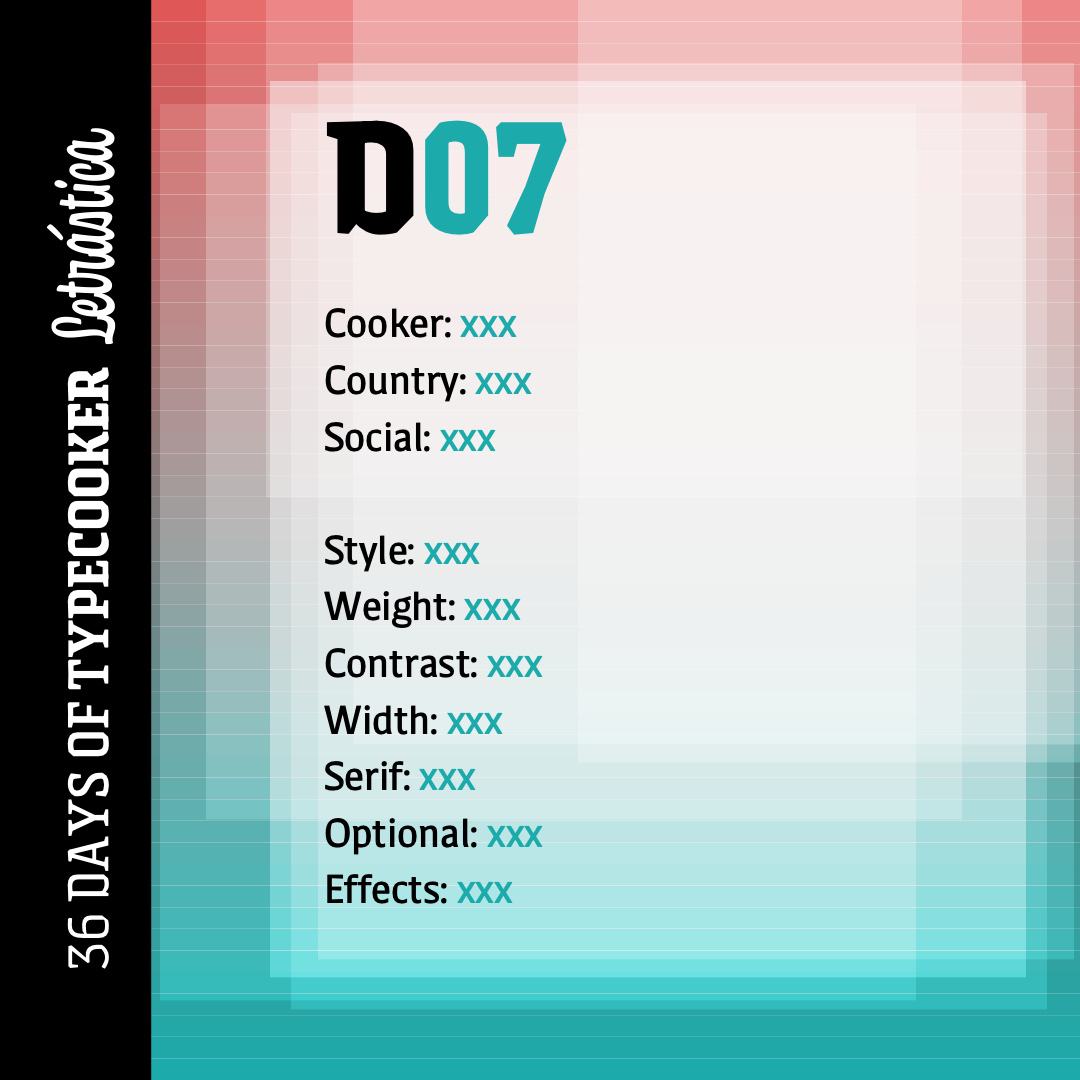 36 DAYS OF TYPECOOKER Letrástica
D07
Cooker: xxx
Country: xxx
Social: xxx
Style: xxx
Weight: xxx
Contrast: xxx
Width: xxx
Serif: xxx
Optional: xxx
Effects: xxx